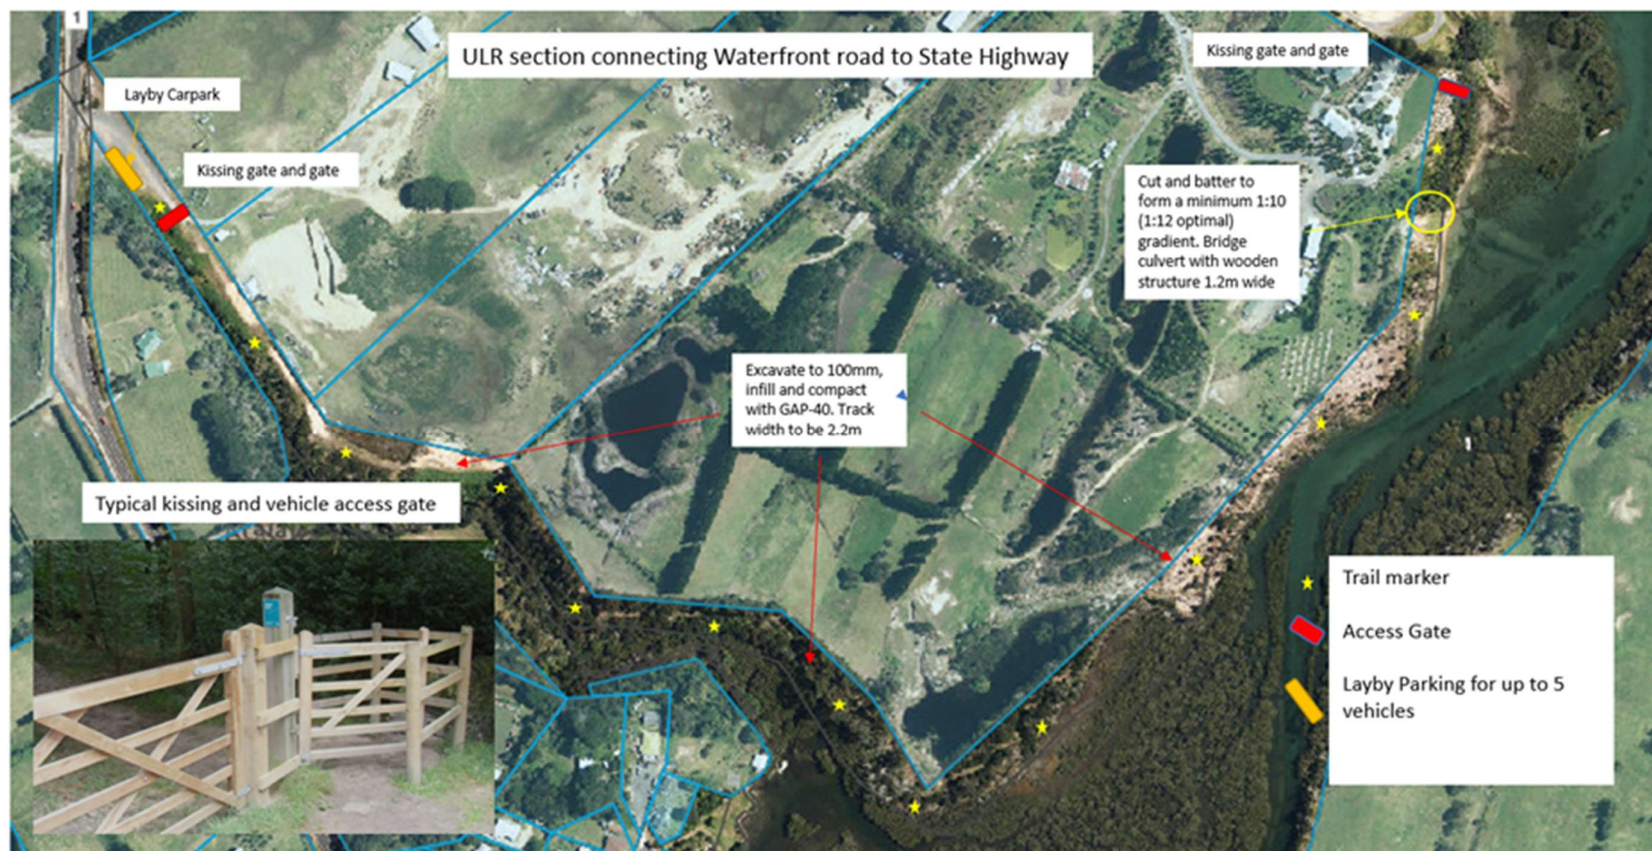 1
ULR section connecting Waterfront road to State Highway
Kissing gate and gate
Layby Carpark
Kissing gate and gate
Cut and batter to
form a minimum 1:10
(1:12 optimal)
gradient. Bridge
culvert with wooden
structure 1.2m wide
Excavate to 100mm,
infill and compact
with GAP-40. Track
width to be 2.2m
Typical kissing and vehicle access gate
Trail marker
Access Gate
Layby Parking for up to 5
vehicles